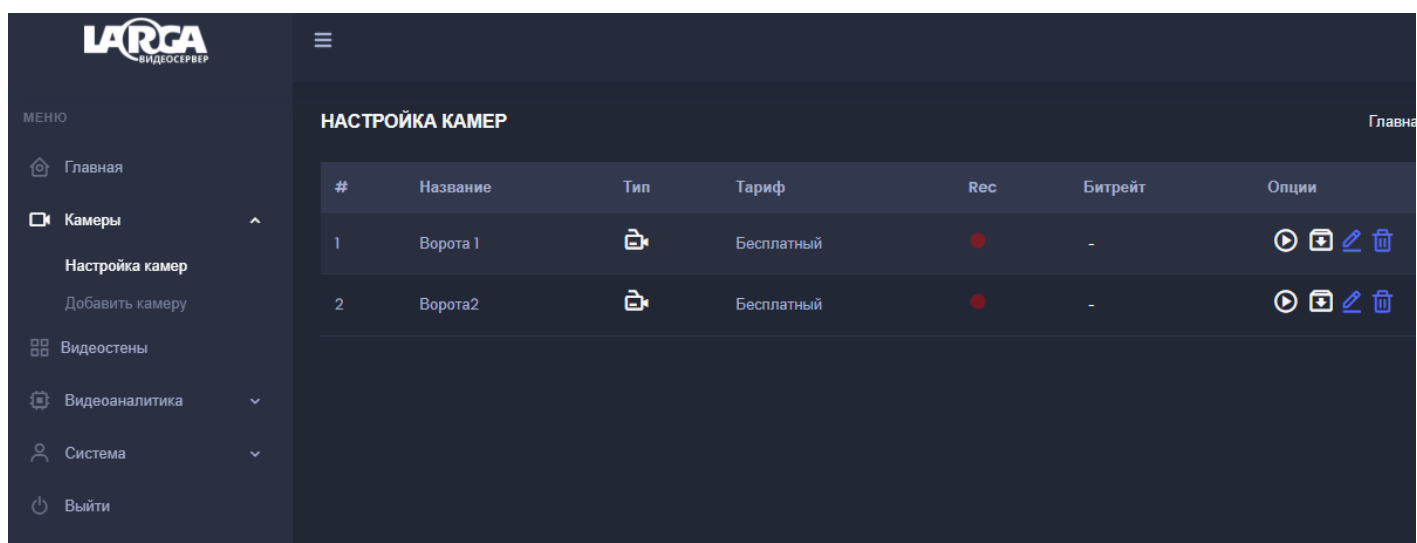 LARGA
ВИДЕОСЕРВЕР
МЕНЮ
Главная
Камеры
Настройка камер
Добавить камеру
Видеостены
Видеоаналитика
Система
Выйти
НАСТРОЙКА КАМЕР
Главна
# Название Тип Тариф Rec Битрейт Опции
1 Ворота 1 Бесплатный -
2 Ворота2 Бесплатный -